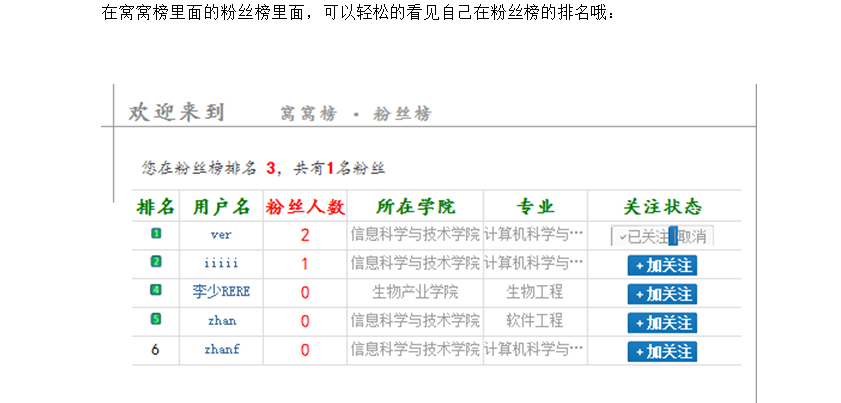 在窝窝榜里面的粉丝榜里面，可以轻松的看见自己在粉丝榜的排名哦：
欢迎来到 窝窝榜 · 粉丝榜
您在粉丝榜排名 3，共有1名粉丝
排名 用户名 粉丝人数 所在学院 专业 关注状态
1 ver 2 信息科学与技术学院 计算机科学与··· ✓已关注|取消
2 iiiii 1 信息科学与技术学院 计算机科学与··· +加关注
4 李少RERE 0 生物产业学院 生物工程 +加关注
5 zhan 0 信息科学与技术学院 软件工程 +加关注
6 zhanf 0 信息科学与技术学院 计算机科学与··· +加关注